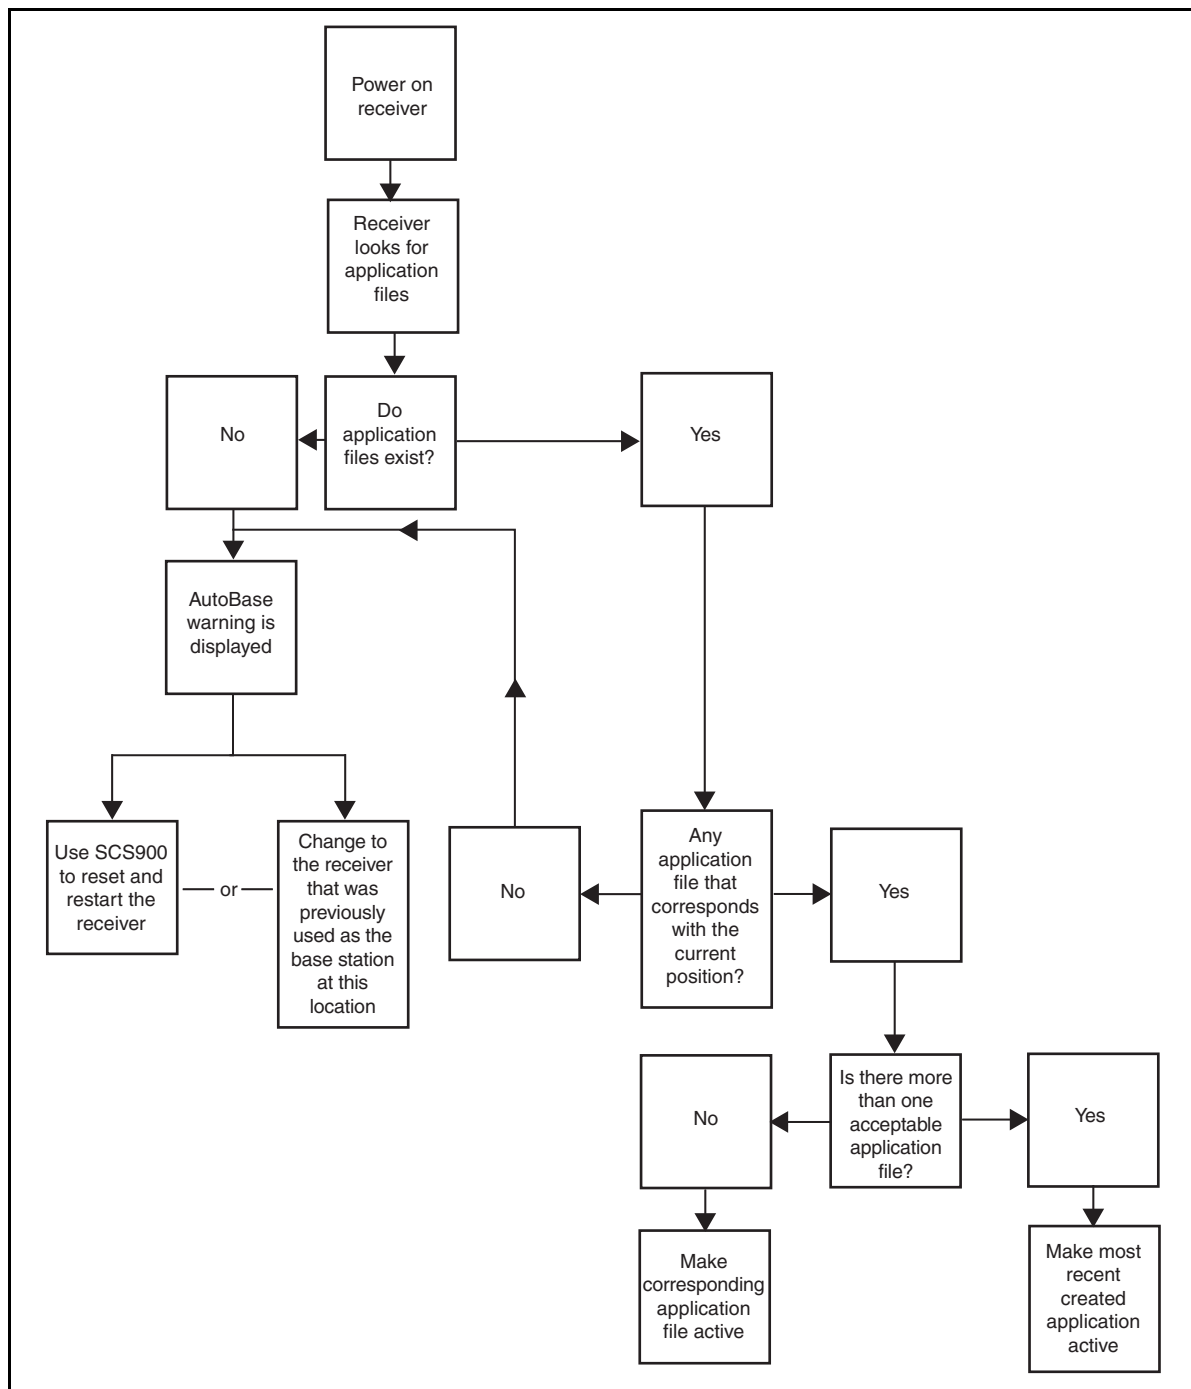 Power on
receiver
Receiver
looks for
application
files
No
Do
application
files exist?
Yes
AutoBase
warning is
displayed
Use SCS900
to reset and
restart the
receiver
or
Change to
the receiver
that was
previously
used as the
base station
at this
location
No
Any
application
file that
corresponds
with the
current
position?
Yes
No
Is there more
than one
acceptable
application
file?
Yes
Make
corresponding
application
file active
Make most
recent
created
application
active